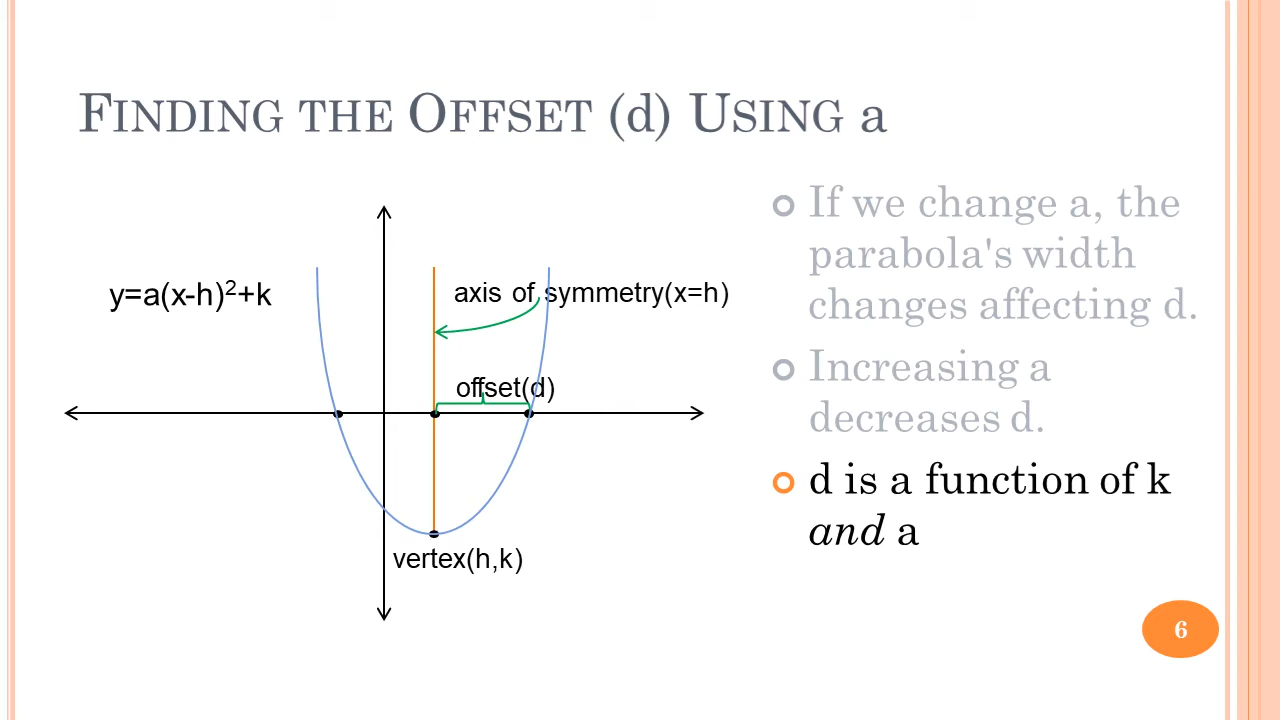 FINDING THE OFFSET (d) USING a
y=a(x-h)²+k
axis of symmetry(x=h)
offset(d)
vertex(h,k)
If we change a, the
parabola's width
changes affecting d.
Increasing a
decreases d.
d is a function of k
and a
6